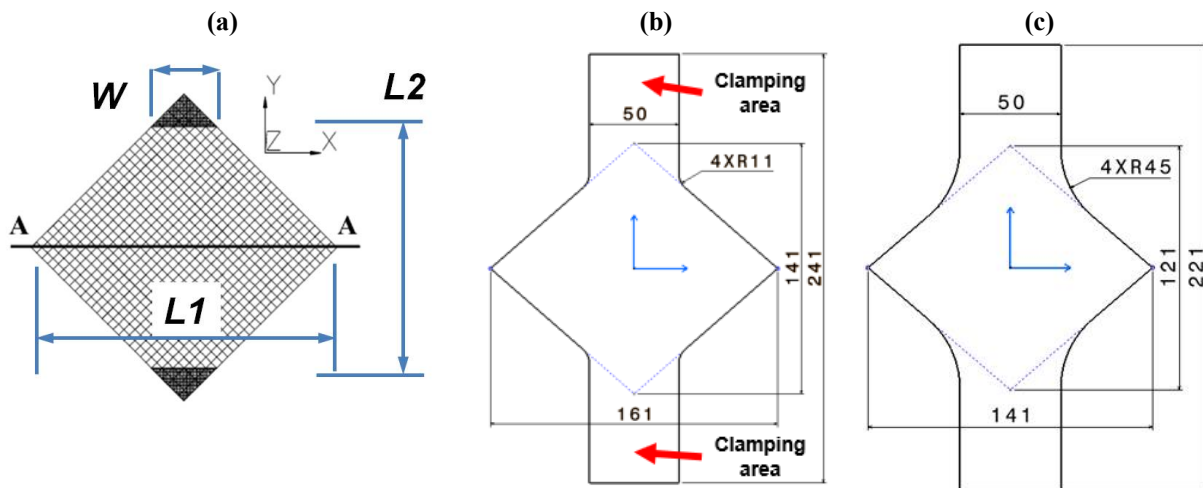 (a)
(b)
(c)
W
L2
Y
Z
X
A
A
L1
Clamping
area
50
4XR11
141
241
161
Clamping
area
50
4XR45
121
221
141